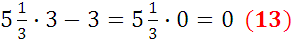 5 1/3 · 3 − 3 = 5 1/3 · 0 = 0 (13)